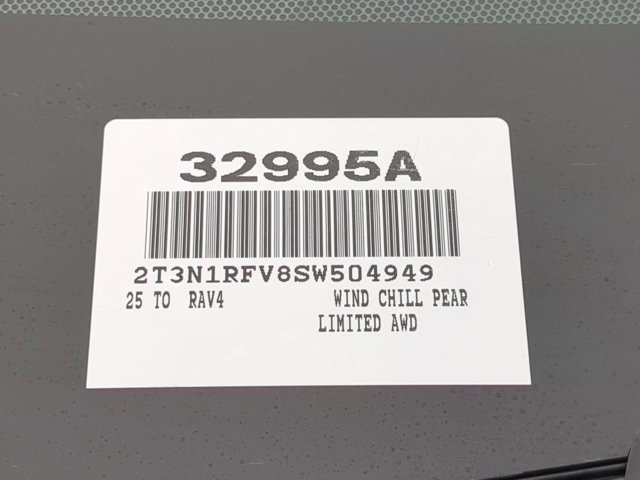 32995A
2T3N1RFV8SW504949
25 TO RAV4 WIND CHILL PEAR
LIMITED AWD